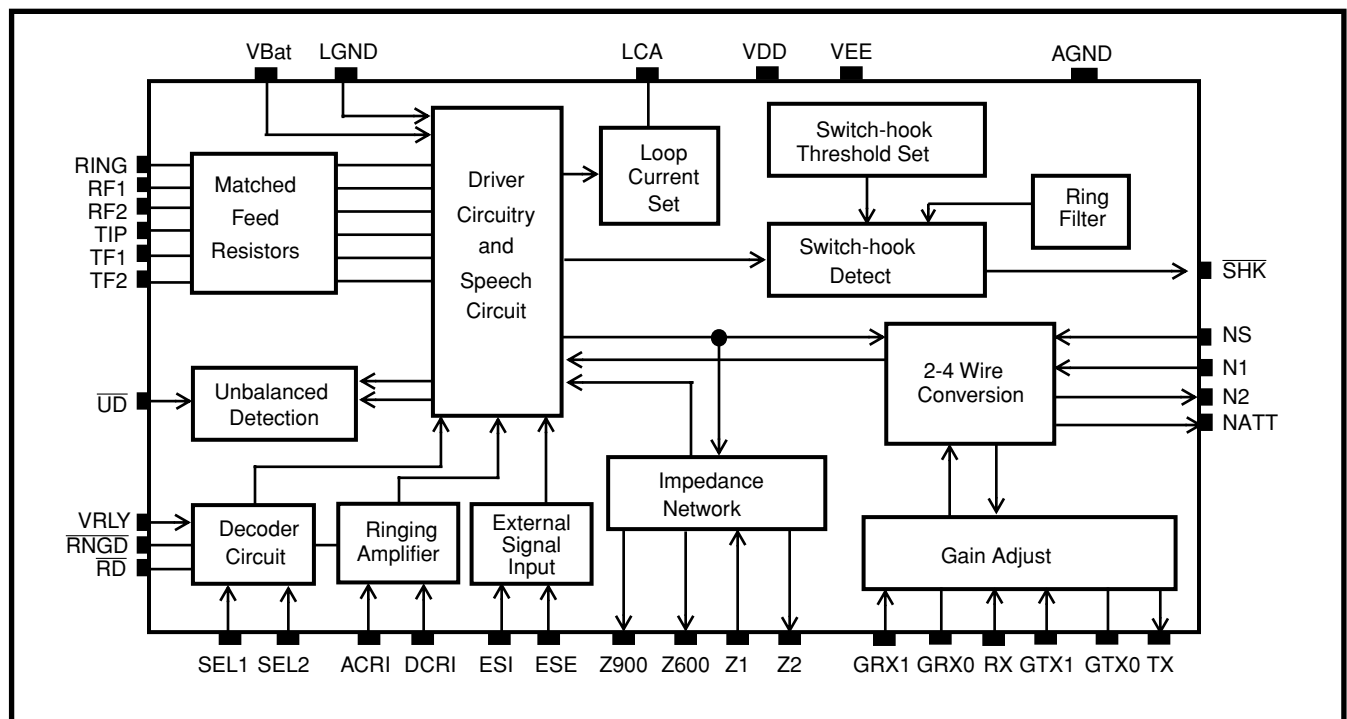 VBat LGND LCA VDD VEE AGND
RING
RF1
RF2
TIP
TF1
TF2
Matched
Feed
Resistors
Driver
Circuitry
and
Speech
Circuit
Loop
Current
Set
Switch-hook
Threshold Set
Ring
Filter
Switch-hook
Detect
SHK
NS
N1
N2
NATT
2-4 Wire
Conversion
UD
Unbalanced
Detection
VRLY
RNGD
RD
Decoder
Circuit
Ringing
Amplifier
External
Signal
Input
Impedance
Network
Gain Adjust
SEL1 SEL2 ACRI DCRI ESI ESE Z900 Z600 Z1 Z2 GRX1 GRX0 RX GTX1 GTX0 TX